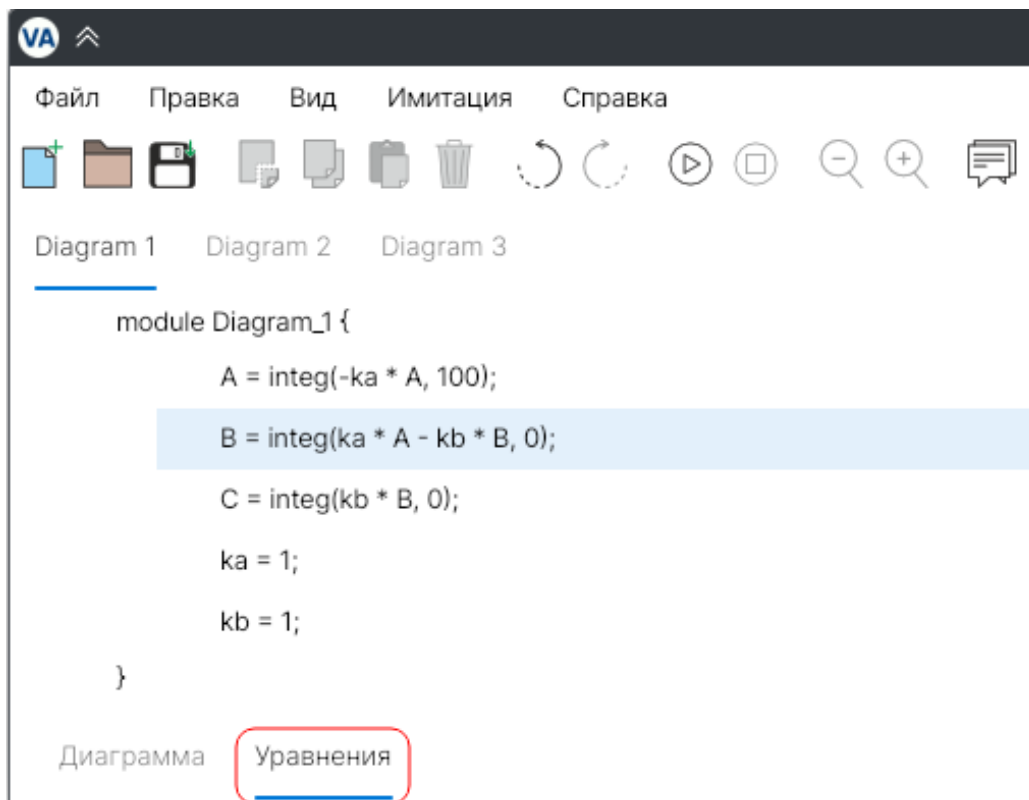 VA
Файл Правка Вид Имитация Справка
Diagram 1 Diagram 2 Diagram 3
module Diagram_1 {
A = integ(-ka * A, 100);
B = integ(ka * A - kb * B, 0);
C = integ(kb * B, 0);
ka = 1;
kb = 1;
}
Диаграмма Уравнения